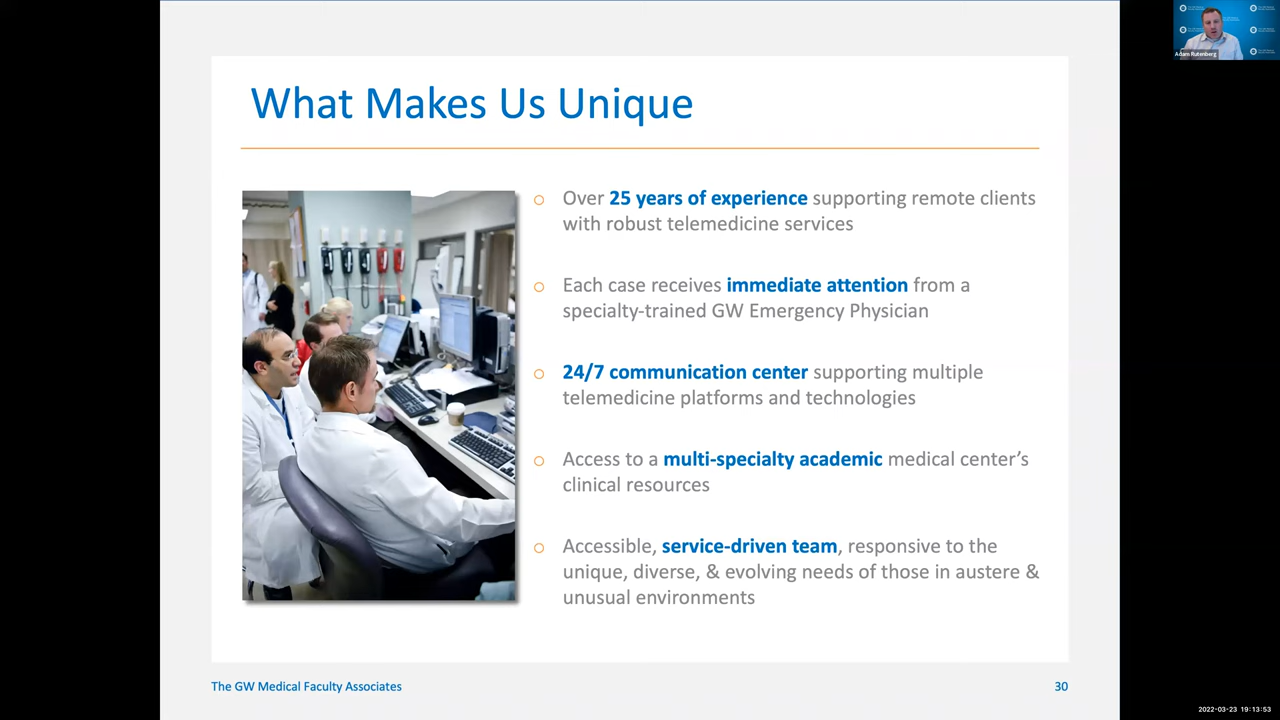 Adam Rutenberg
What Makes Us Unique
Over 25 years of experience supporting remote clients
with robust telemedicine services
Each case receives immediate attention from a
specialty-trained GW Emergency Physician
24/7 communication center supporting multiple
telemedicine platforms and technologies
Access to a multi-specialty academic medical center’s
clinical resources
Accessible, service-driven team, responsive to the
unique, diverse, & evolving needs of those in austere &
unusual environments
The GW Medical Faculty Associates
30
2022-03-23 19:13:53